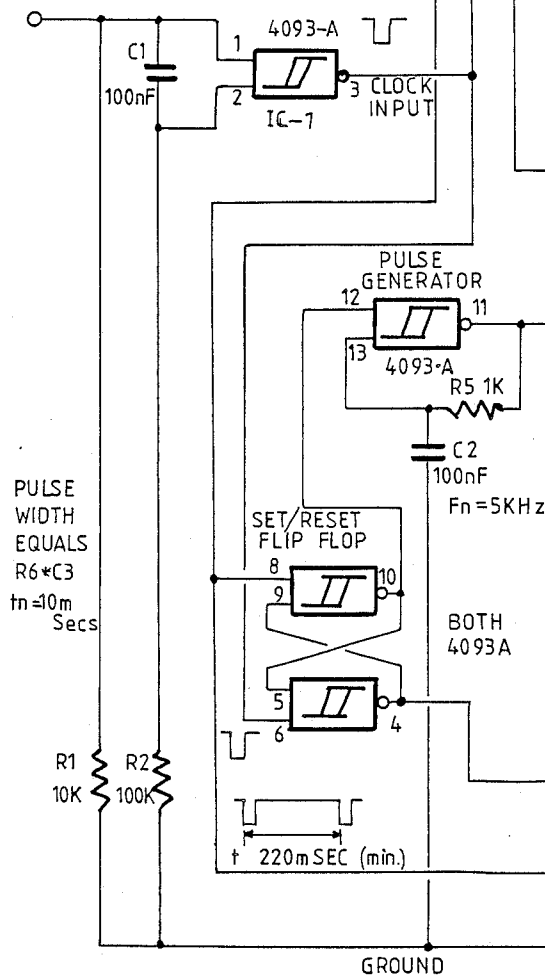 4093-A
C1
100nF
1
2
3 CLOCK
INPUT
IC-1
PULSE
GENERATOR
12
11
13
4093-A
R5 1K
C2
100nF
Fn=5KHz
PULSE
WIDTH
EQUALS
R6*C3
tn=10m
Secs
SET/RESET
FLIP FLOP
8
10
9
BOTH
4093A
5
6
4
R1
10K
R2
100K
t 220mSEC (min.)
GROUND